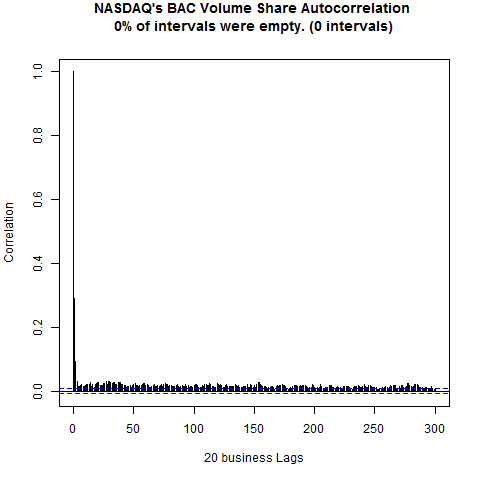 NASDAQ's BAC Volume Share Autocorrelation
0% of intervals were empty. (0 intervals)
Correlation
1.0
0.8
0.6
0.4
0.2
0.0
0 50 100 150 200 250 300
20 business Lags